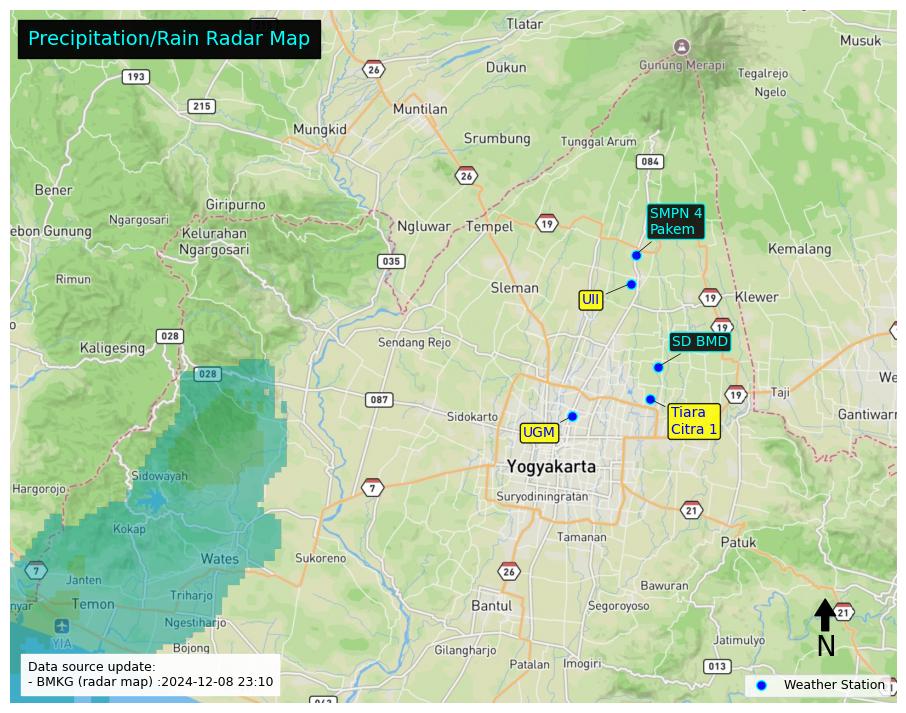 Precipitation/Rain Radar Map
Tlatar
Musuk
26
Gunung Merapi
193
Dukun
Tegalrejo
Ngelo
215
Muntilan
Mungkid
Srumbung
Tunggal Arum
084
26
Bener
Giripurno
SMPN 4
Pakem
Ngargosari
Ngluwar
Tempel
19
ebon Gunung
Kelurahan
Ngargosari
Kemalang
035
Rimun
Sleman
UII
19
Klewer
19
028
Sendang Rejo
SD BMD
Kaligesing
028
We
087
19
Taji
Sidokarto
Tiara
Citra 1
Gantiwarn
UGM
Yogyakarta
Sidowayah
Hargorojo
7
Suryodiningratan
21
Kokap
Tamanan
Patuk
Wates
Sukoreno
7
26
Janten
Bawuran
Triharjo
nyar
Temon
Bantul
Segoroyoso
21
Ngestiharjo
YIA
Bojong
Gilangharjo
Jatimulyo
N
Patalan
Imogiri
013
Data source update:
- BMKG (radar map) :2024-12-08 23:10
Weather Station